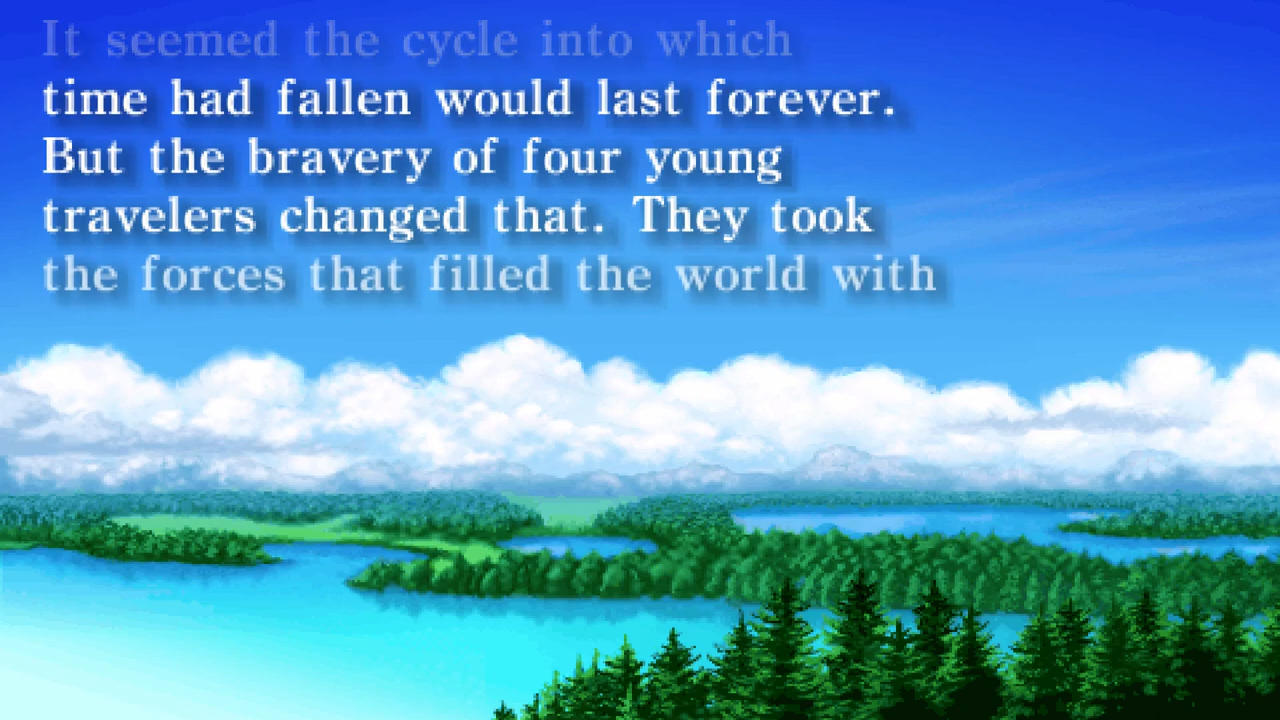 It seemed the cycle into which
time had fallen would last forever.
But the bravery of four young
travelers changed that. They took
the forces that filled the world with